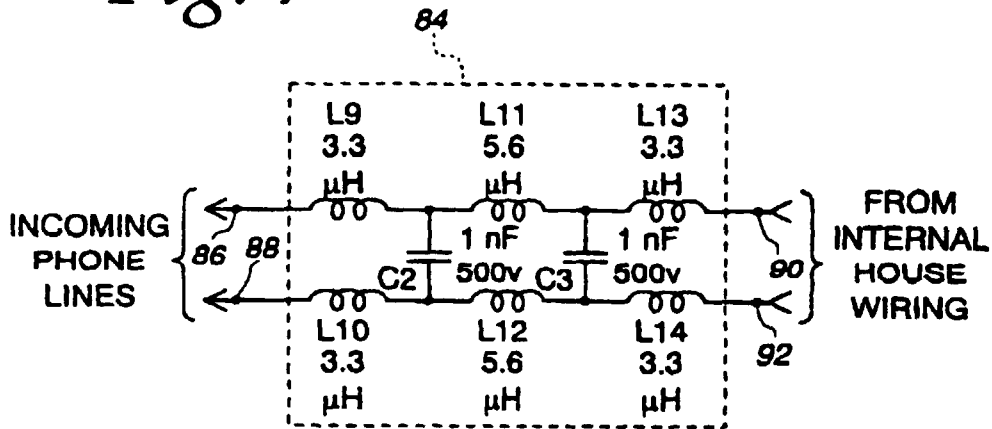 84
L9 L11 L13
3.3 5.6 3.3
μH μH μH
INCOMING
PHONE
LINES
86
88
1 nF 1 nF
C2 500v C3 500v
90
92
FROM
INTERNAL
HOUSE
WIRING
L10 L12 L14
3.3 5.6 3.3
μH μH μH